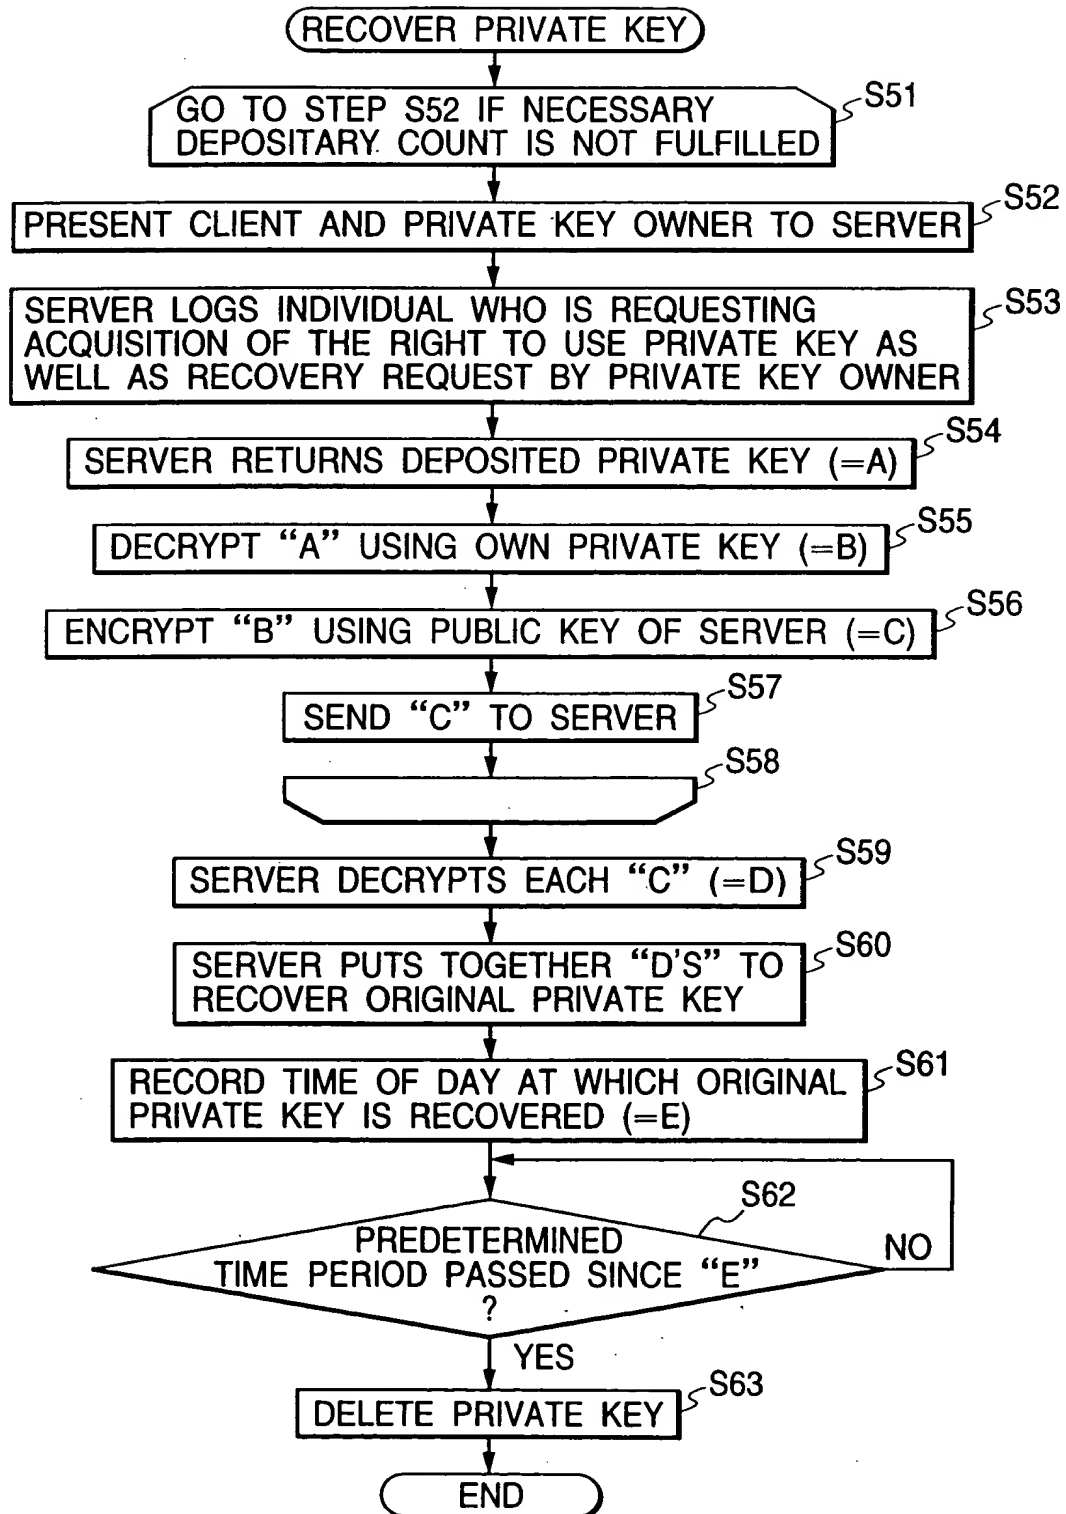 RECOVER PRIVATE KEY
GO TO STEP S52 IF NECESSARY
DEPOSITARY COUNT IS NOT FULFILLED
S51
PRESENT CLIENT AND PRIVATE KEY OWNER TO SERVER
S52
SERVER LOGS INDIVIDUAL WHO IS REQUESTING
ACQUISITION OF THE RIGHT TO USE PRIVATE KEY AS
WELL AS RECOVERY REQUEST BY PRIVATE KEY OWNER
S53
SERVER RETURNS DEPOSITED PRIVATE KEY (=A)
S54
DECRYPT “A” USING OWN PRIVATE KEY (=B)
S55
ENCRYPT “B” USING PUBLIC KEY OF SERVER (=C)
S56
SEND “C” TO SERVER
S57
S58
SERVER DECRYPTS EACH “C” (=D)
S59
SERVER PUTS TOGETHER “D'S” TO
RECOVER ORIGINAL PRIVATE KEY
S60
RECORD TIME OF DAY AT WHICH ORIGINAL
PRIVATE KEY IS RECOVERED (=E)
S61
S62
PREDETERMINED
TIME PERIOD PASSED SINCE “E”
?
NO
YES
DELETE PRIVATE KEY
S63
END